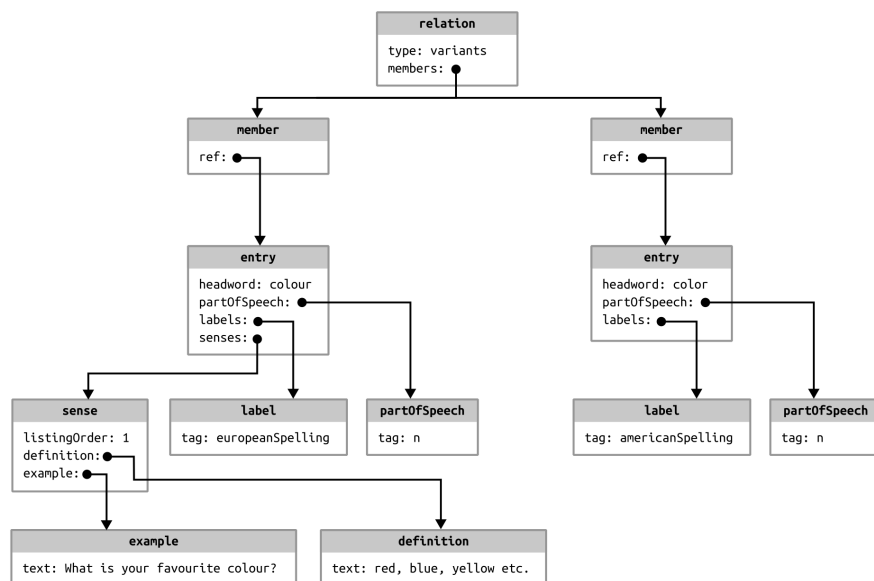 relation
type: variants
members:
member
ref:
member
ref:
entry
headword: colour
partOfSpeech:
labels:
senses:
entry
headword: color
partOfSpeech:
labels:
sense
listingOrder: 1
definition:
example:
label
tag: europeanSpelling
partOfSpeech
tag: n
label
tag: americanSpelling
partOfSpeech
tag: n
example
text: What is your favourite colour?
definition
text: red, blue, yellow etc.